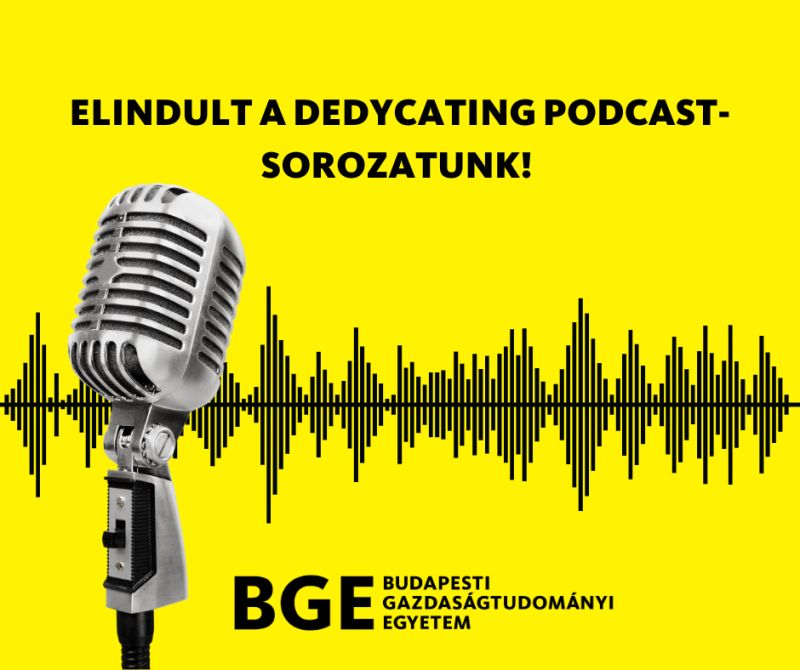 ELINDULT A DEDYCATING PODCAST-
SOROZATUNK!
BGE
BUDAPESTI
GAZDASÁGTUDOMÁNYI
EGYETEM